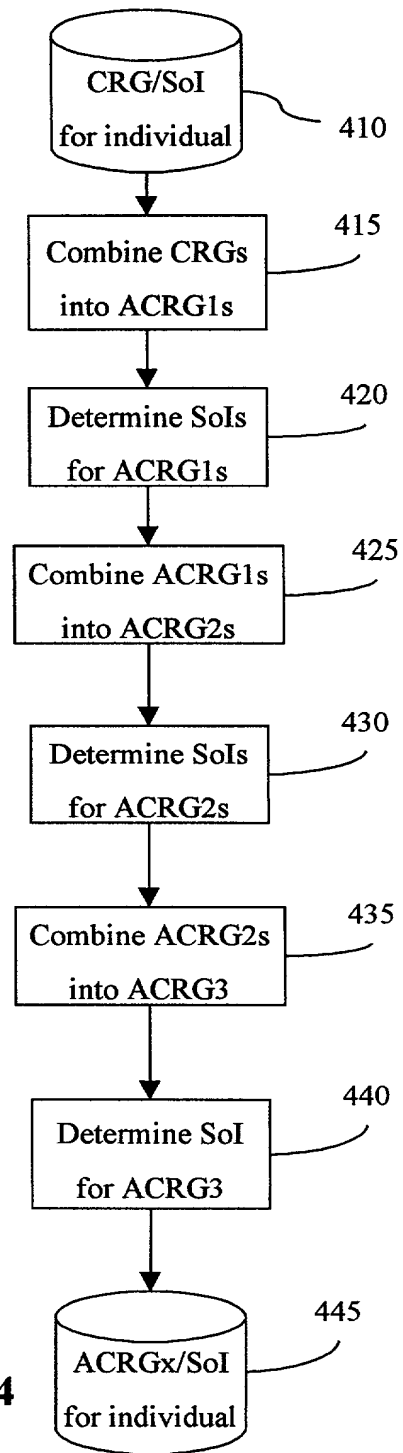 CRG/SoI
for individual
410
Combine CRGs
into ACRG1s
415
Determine SoIs
for ACRG1s
420
Combine ACRG1s
into ACRG2s
425
Determine SoIs
for ACRG2s
430
Combine ACRG2s
into ACRG3
435
Determine SoI
for ACRG3
440
ACRGx/SoI
for individual
445
4